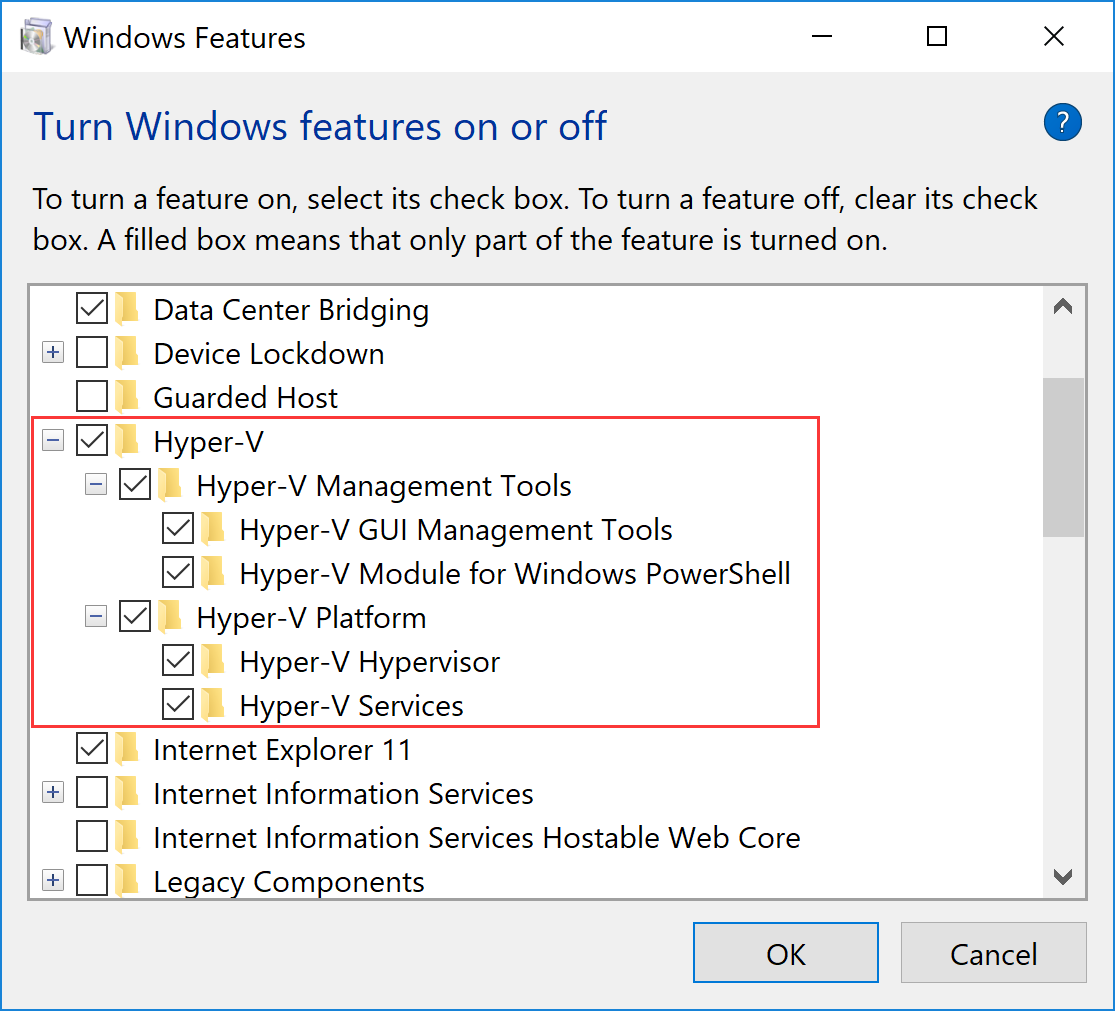 Windows Features
Turn Windows features on or off
?
To turn a feature on, select its check box. To turn a feature off, clear its check
box. A filled box means that only part of the feature is turned on.
Data Center Bridging
Device Lockdown
Guarded Host
Hyper-V
Hyper-V Management Tools
Hyper-V GUI Management Tools
Hyper-V Module for Windows PowerShell
Hyper-V Platform
Hyper-V Hypervisor
Hyper-V Services
Internet Explorer 11
Internet Information Services
Internet Information Services Hostable Web Core
Legacy Components
OK
Cancel